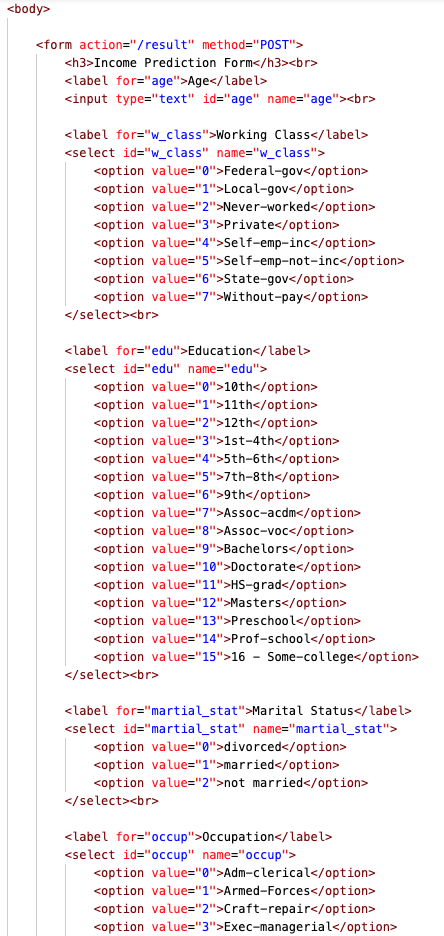 <body>
<form action="/result" method="POST">
<h3>Income Prediction Form</h3><br>
<label for="age">Age</label>
<input type="text" id="age" name="age"><br>
<label for="w_class">Working Class</label>
<select id="w_class" name="w_class">
<option value="0">Federal-gov</option>
<option value="1">Local-gov</option>
<option value="2">Never-worked</option>
<option value="3">Private</option>
<option value="4">Self-emp-inc</option>
<option value="5">Self-emp-not-inc</option>
<option value="6">State-gov</option>
<option value="7">Without-pay</option>
</select><br>
<label for="edu">Education</label>
<select id="edu" name="edu">
<option value="0">10th</option>
<option value="1">11th</option>
<option value="2">12th</option>
<option value="3">1st-4th</option>
<option value="4">5th-6th</option>
<option value="5">7th-8th</option>
<option value="6">9th</option>
<option value="7">Assoc-acdm</option>
<option value="8">Assoc-voc</option>
<option value="9">Bachelors</option>
<option value="10">Doctorate</option>
<option value="11">HS-grad</option>
<option value="12">Masters</option>
<option value="13">Preschool</option>
<option value="14">Prof-school</option>
<option value="15">16 - Some-college</option>
</select><br>
<label for="martial_stat">Marital Status</label>
<select id="martial_stat" name="martial_stat">
<option value="0">divorced</option>
<option value="1">married</option>
<option value="2">not married</option>
</select><br>
<label for="occup">Occupation</label>
<select id="occup" name="occup">
<option value="0">Adm-clerical</option>
<option value="1">Armed-Forces</option>
<option value="2">Craft-repair</option>
<option value="3">Exec-managerial</option>